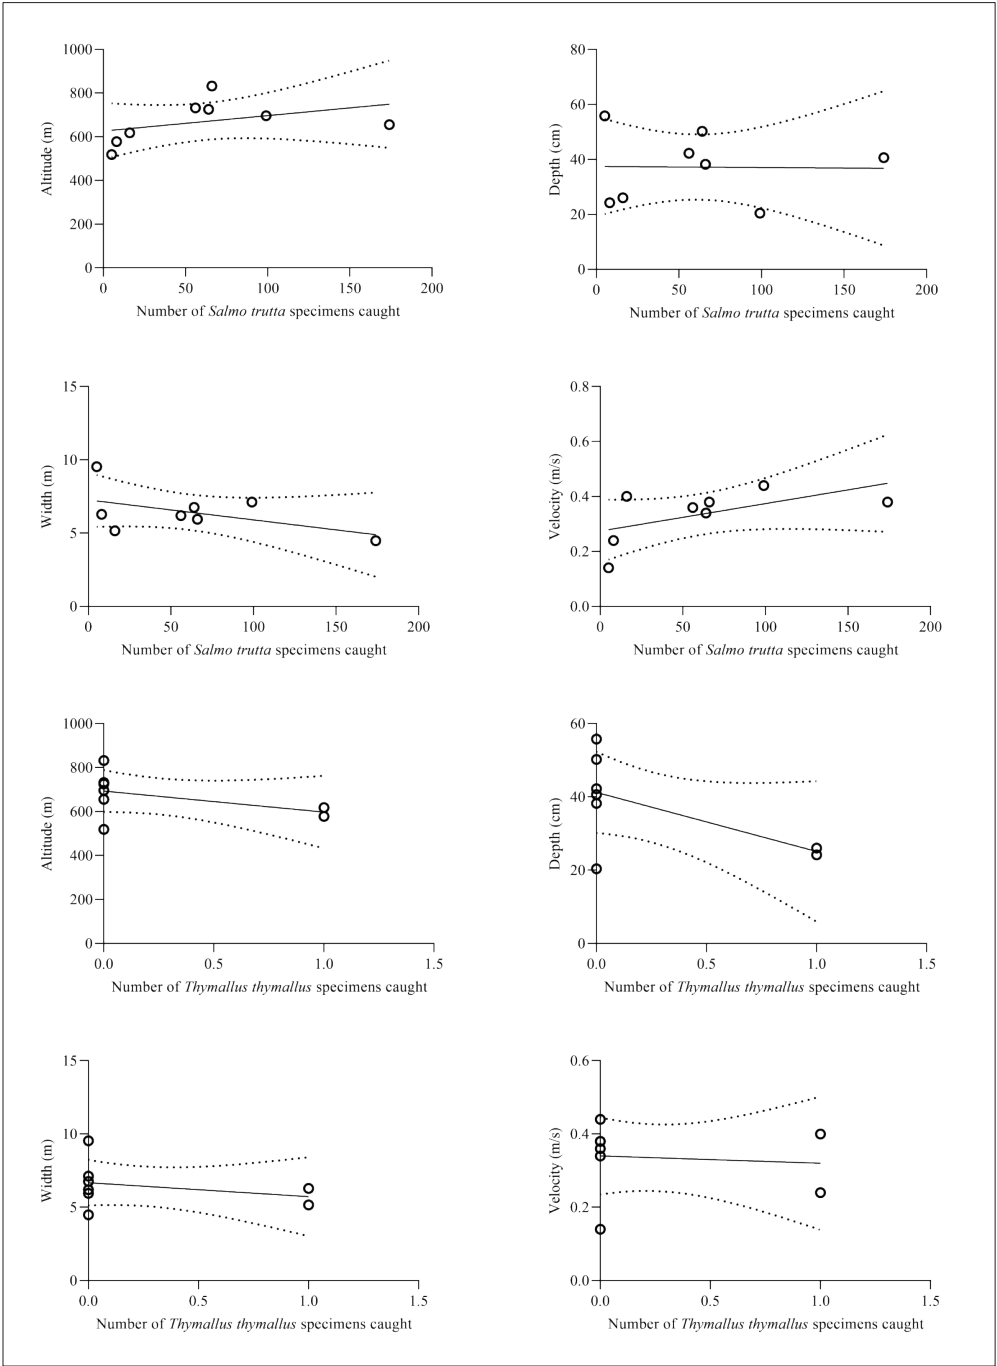 1000
800
600
400
200
0
Altitude (m)
0 50 100 150 200
Number of Salmo trutta specimens caught
80
60
40
20
0
Depth (cm)
0 50 100 150 200
Number of Salmo trutta specimens caught
15
10
5
0
Width (m)
0 50 100 150 200
Number of Salmo trutta specimens caught
0.8
0.6
0.4
0.2
0.0
Velocity (m/s)
0 50 100 150 200
Number of Salmo trutta specimens caught
1000
800
600
400
200
0
Altitude (m)
0.0 0.5 1.0 1.5
Number of Thymallus thymallus specimens caught
60
40
20
0
Depth (cm)
0.0 0.5 1.0 1.5
Number of Thymallus thymallus specimens caught
15
10
5
0
Width (m)
0.0 0.5 1.0 1.5
Number of Thymallus thymallus specimens caught
0.6
0.4
0.2
0.0
Velocity (m/s)
0.0 0.5 1.0 1.5
Number of Thymallus thymallus specimens caught